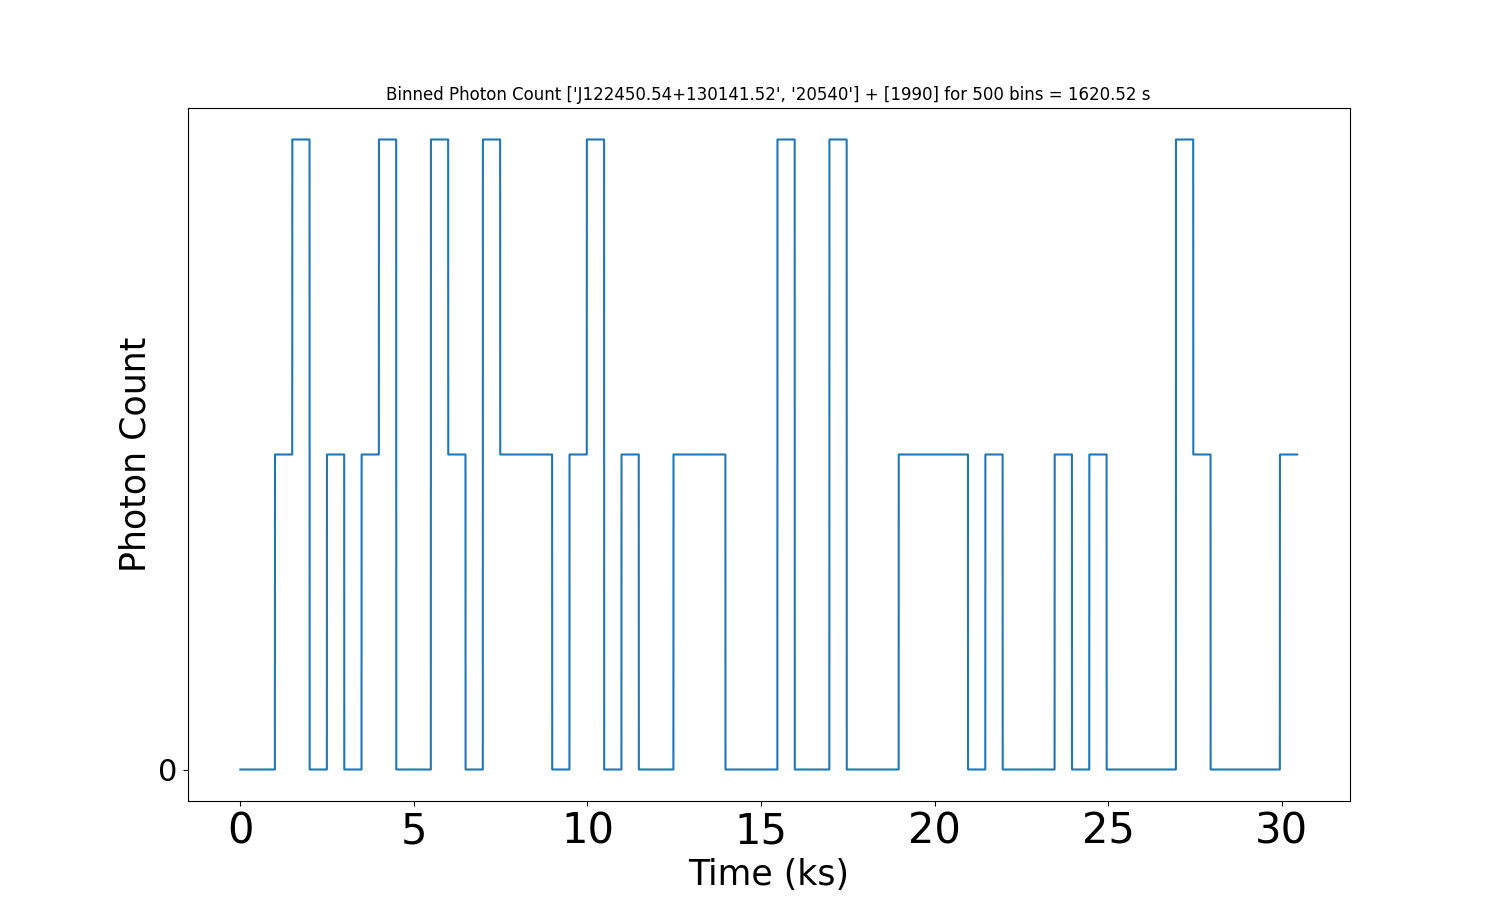 Binned Photon Count ['J122450.54+130141.52', '20540'] + [1990] for 500 bins = 1620.52 s
Photon Count
0
0 5 10 15 20 25 30
Time (ks)